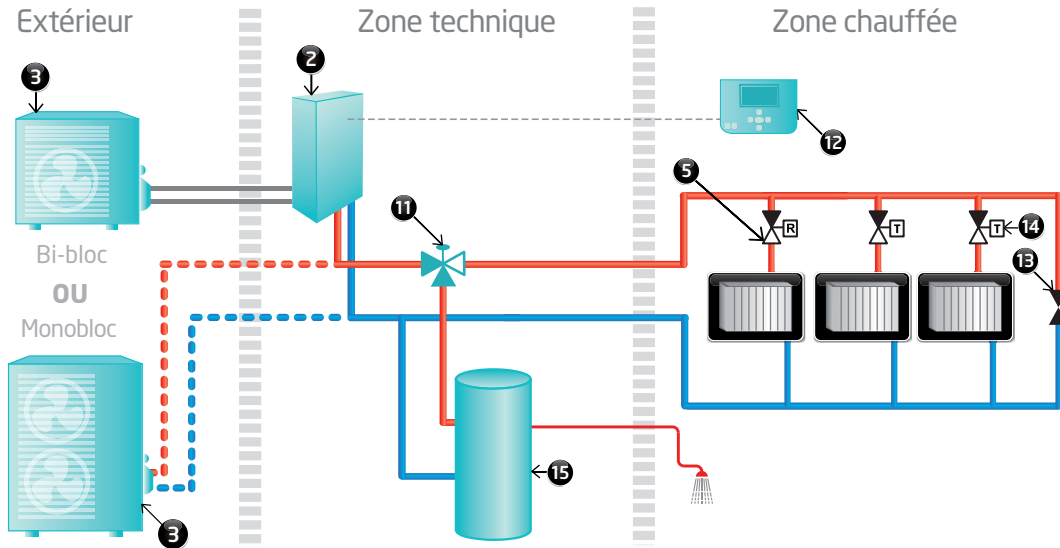 Extérieur
Zone technique
Zone chauffée
3
2
12
5
11
R
T
T
14
13
Bi-bloc
OU
Monobloc
15
3